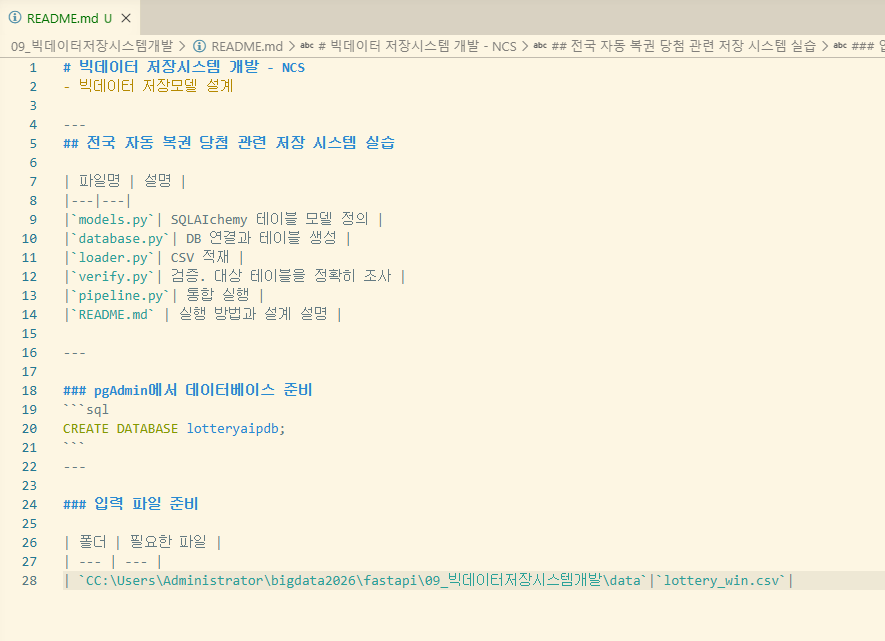 README.md U
09_빅데이터저장시스템개발 > README.md > # 빅데이터 저장시스템 개발 - NCS > ## 전국 자동 복권 당첨 관련 저장 시스템 실습 > ###
1 # 빅데이터 저장시스템 개발 - NCS
2 - 빅데이터 저장모델 설계
3
4 ---
5 ## 전국 자동 복권 당첨 관련 저장 시스템 실습
6
7 | 파일명 | 설명 |
8 |---|---|
9 |`models.py`| SQLAIchemy 테이블 모델 정의 |
10 |`database.py`| DB 연결과 테이블 생성 |
11 |`loader.py`| CSV 적재 |
12 |`verify.py`| 검증. 대상 테이블을 정확히 조사 |
13 |`pipeline.py`| 통합 실행 |
14 |`README.md` | 실행 방법과 설계 설명 |
15
16 ---
17
18 ### pgAdmin에서 데이터베이스 준비
19 ```sql
20 CREATE DATABASE lotteryaipdb;
21 ```
22 ---
23
24 ### 입력 파일 준비
25
26 | 폴더 | 필요한 파일 |
27 | --- | --- |
28 | `CC:\Users\Administrator\bigdata2026\fastapi\09_빅데이터저장시스템개발\data`|`lottery_win.csv`|